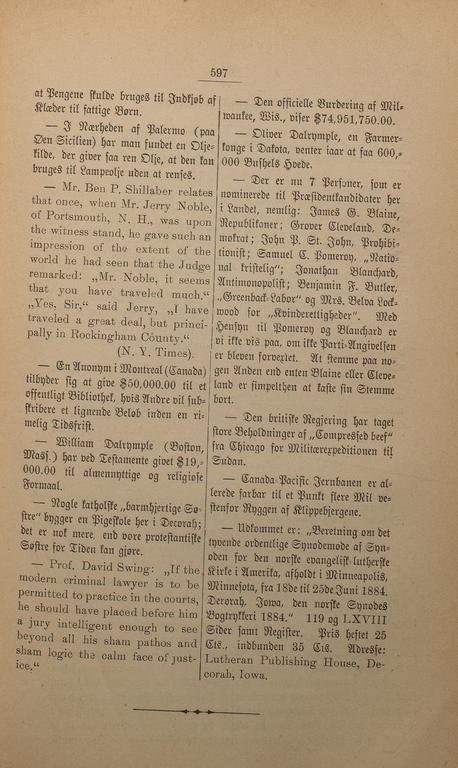 597
at Pengene skulde bruges til Indkjøb af
Klæder til fattige Børn.
— I Nærheden af Palermo (paa
Øen Sicilien) har man fundet en Olje-
kilde, der giver saa ren Olje, at den kan
bruges til Lampeolje uden at renses.
— Mr. Ben P. Shillaber relates
that once, when Mr. Jerry Noble,
of Portsmouth, N. H., was upon
the witness stand, he gave such an
impression of the extent of the
world he had seen that the Judge
remarked: „Mr. Noble, it seems
that you have traveled much.“
„Yes, Sir,“ said Jerry, „I have
traveled a great deal, but princi-
pally in Rockingham County.“
(N. Y. Times).
— En Anonym i Montreal (Canada)
tilbyder sig at give $50,000.00 til et
offentligt Bibliothek, hvis Andre vil sub-
skribere et lignende Beløb inden en ri-
melig Tidsfrist.
— William Dalrymple (Boston,
Mass.) har ved Testamente givet $19,-
000.00 til almennyttige og religiøse
Formaal.
— Nogle katholske „barmhjertige Sø-
stre“ bygger en Pigeskole her i Decorah;
det er nok mere, end vore protestantiske
Søstre for Tiden kan gjøre.
— Prof. David Swing: „If the
modern criminal lawyer is to be
permitted to practice in the courts,
he should have placed before him
a jury intelligent enough to see
beyond all his sham pathos and
sham logic the calm face of just-
ice.“
— Den officielle Vurdering af Mil-
waukee, Wis., viser $74,951,750.00.
— Oliver Dalrymple, en Farmer-
konge i Dakota, venter iaar at faa 600,-
000 Bushels Hvede.
— Der er nu 7 Personer, som er
nominerede til Præsidentkandidater her
i Landet, nemlig: James G. Blaine,
Republikaner; Grover Cleveland, De-
mokrat; John P. St. John, Prohibi-
tionist; Samuel C. Pomeroy, „Natio-
nal kristelig“; Jonathan Blanchard,
Antimonopolist; Benjamin F. Butler,
„Greenback-Labor“ og Mrs. Belva Lock-
wood for „Kvinderettigheder“. Med
Hensyn til Pomeroy og Blanchard er
vi ikke vis paa, om ikke Parti-Angivelsen
er bleven forvexlet. At stemme paa no-
gen Anden end enten Blaine eller Cleve-
land er simpelthen at kaste sin Stemme
bort.
— Den britiske Regjering har taget
store Beholdninger af „Compressed beef“
fra Chicago for Militærexpeditionen til
Sudan.
— Canada-Pacific Jernbanen er al-
lerede farbar til et Punkt flere Mil ve-
stenfor Ryggen af Klippebjergene.
— Udkommet er: „Beretning om det
tyvende ordentlige Synodemøde af Syn-
oden for den norske evangelisk-lutherske
Kirke i Amerika, afholdt i Minneapolis,
Minnesota, fra 18de til 25de Juni 1884.
Decorah, Iowa, den norske Synodes
Bogtrykkeri 1884.“ 119 og LXVIII
Sider samt Register. Pris heftet 25
Cts., indbunden 35 Cts. Adresse:
Lutheran Publishing House, De-
corah, Iowa.